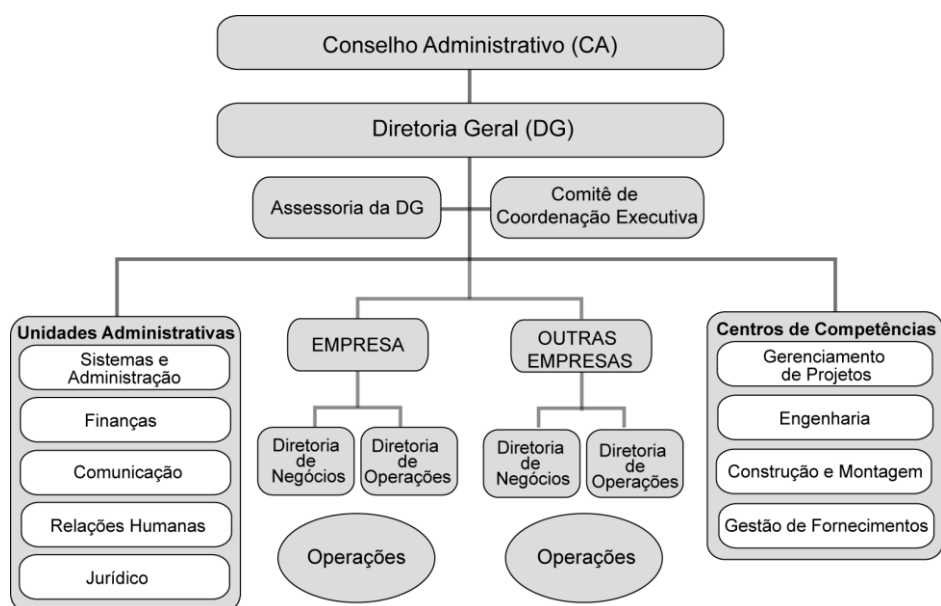 Conselho Administrativo (CA)
Diretoria Geral (DG)
Assessoria da DG
Comitê de
Coordenação Executiva
Unidades Administrativas
Sistemas e
Administração
Finanças
Comunicação
Relações Humanas
Jurídico
EMPRESA
Diretoria
de
Negócios
Diretoria
de
Operações
Operações
OUTRAS
EMPRESAS
Diretoria
de
Negócios
Diretoria
de
Operações
Operações
Centros de Competências
Gerenciamento
de Projetos
Engenharia
Construção e Montagem
Gestão de Fornecimentos